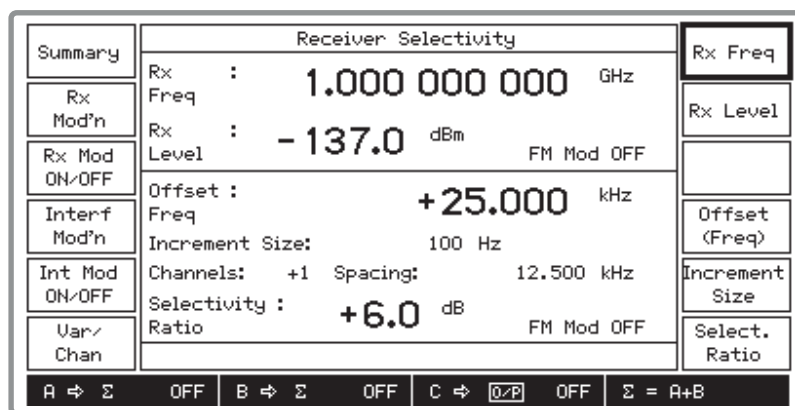 Summary
Rx
Mod'n
Rx Mod
ON/OFF
Interf
Mod'n
Int Mod
ON/OFF
Var/
Chan
Receiver Selectivity
Rx Freq : 1.000 000 000 GHz
Rx Level : -137.0 dBm FM Mod OFF
Offset Freq : +25.000 kHz
Increment Size: 100 Hz
Channels: +1 Spacing: 12.500 kHz
Selectivity Ratio : +6.0 dB FM Mod OFF
Rx Freq
Rx Level
Offset
(Freq)
Increment
Size
Select.
Ratio
A ⇨ Σ OFF B ⇨ Σ OFF C ⇨ O/P OFF Σ = A+B